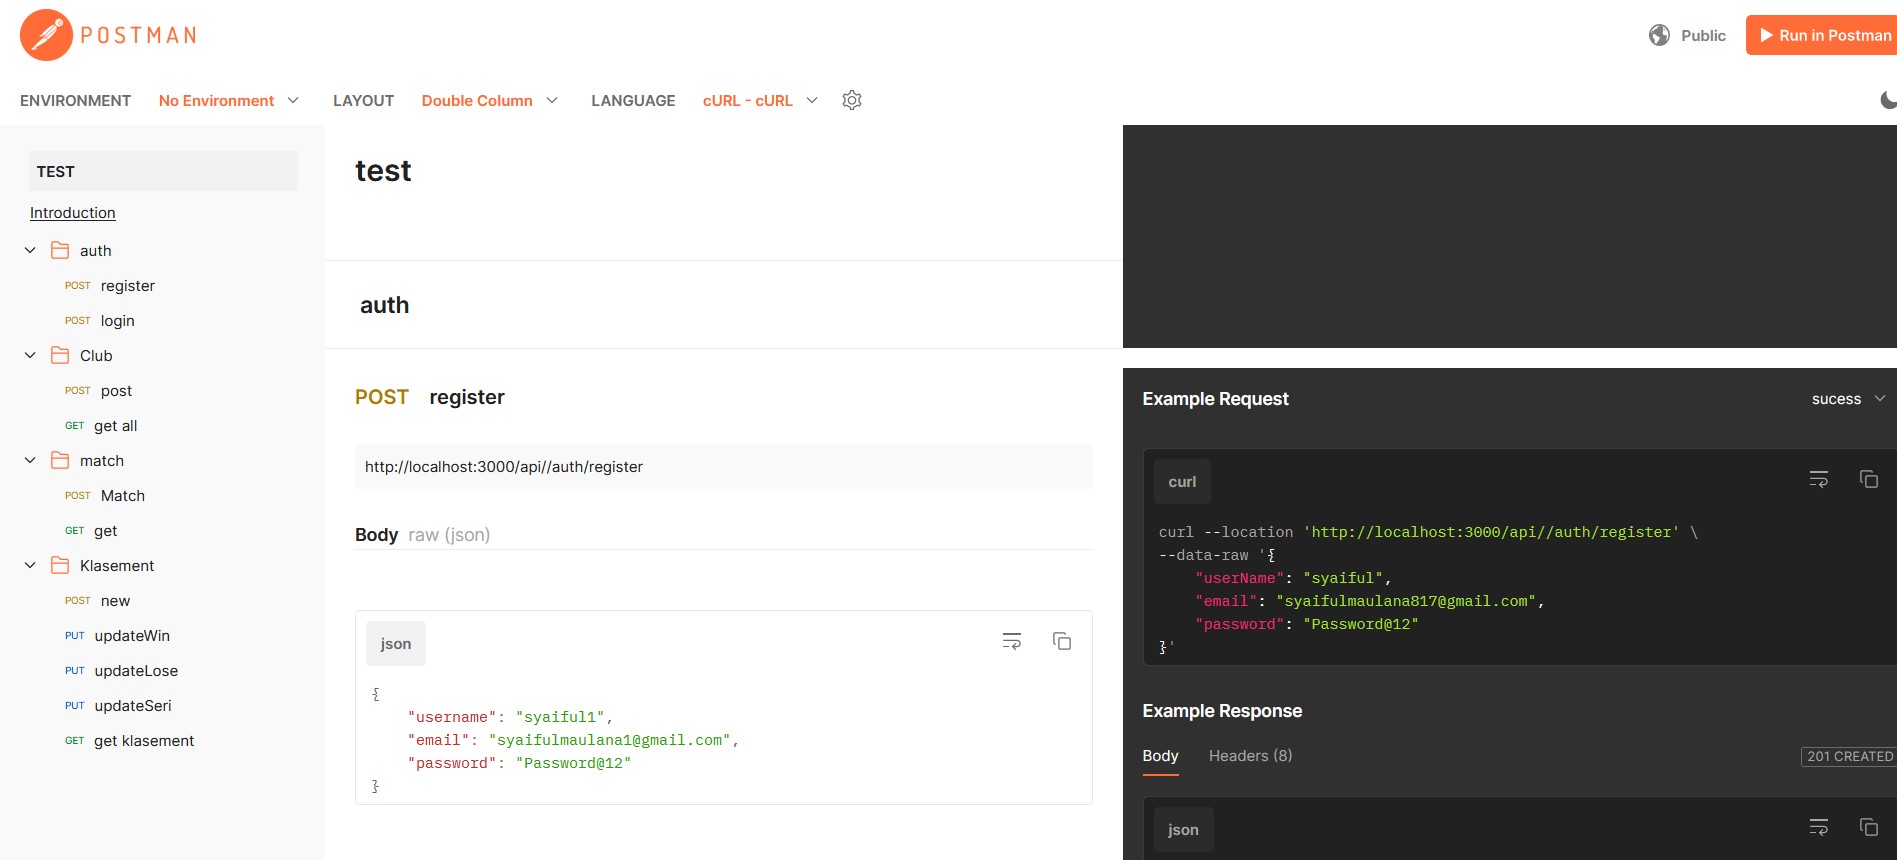 POSTMAN
Public
Run in Postman
ENVIRONMENT No Environment LAYOUT Double Column LANGUAGE cURL - cURL
TEST
Introduction
auth
POST register
POST login
Club
POST post
GET get all
match
POST Match
GET get
Klasement
POST new
PUT updateWin
PUT updateLose
PUT updateSeri
GET get klasement
test
auth
POST register
http://localhost:3000/api//auth/register
Body raw (json)
json
{
    "username": "syaiful1",
    "email": "syaifulmaulana1@gmail.com",
    "password": "Password@12"
}
Example Request
sucess
curl
curl --location 'http://localhost:3000/api//auth/register' \
--data-raw '{
    "userName": "syaiful",
    "email": "syaifulmaulana817@gmail.com",
    "password": "Password@12"
}'
Example Response
Body Headers (8)
201 CREATED
json